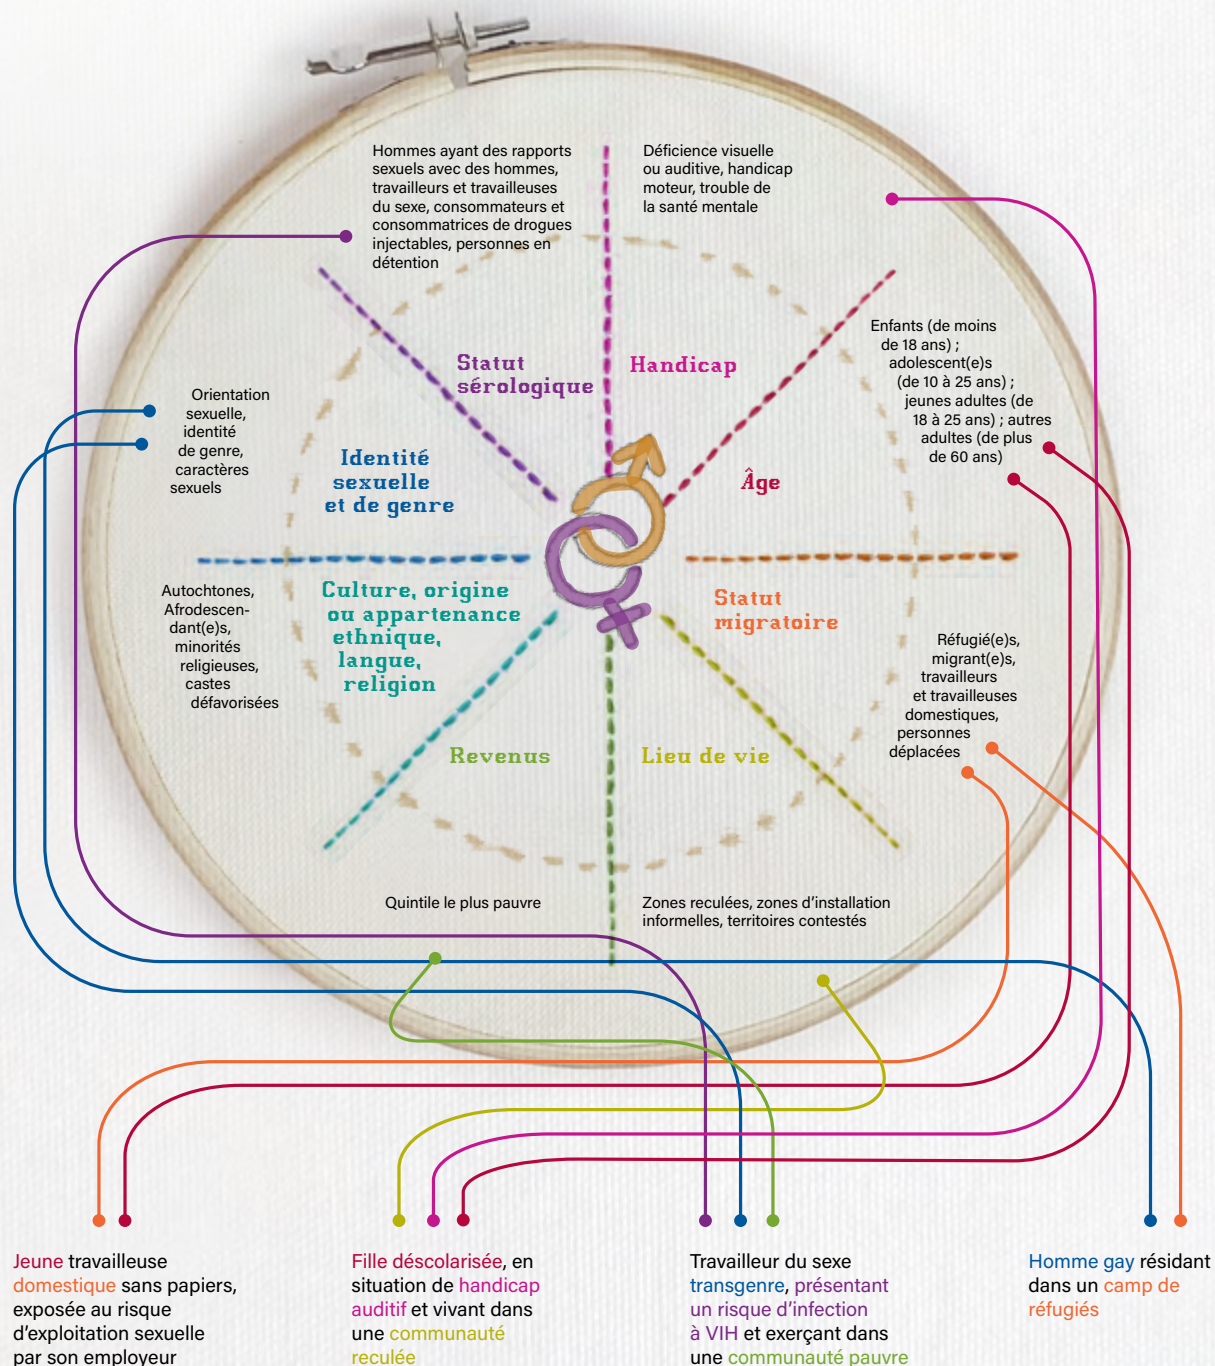 Hommes ayant des rapports
sexuels avec des hommes,
travailleurs et travailleuses
du sexe, consommateurs et
consommatrices de drogues
injectables, personnes en
détention
Déficience visuelle
ou auditive, handicap
moteur, trouble de
la santé mentale
Enfants (de moins
de 18 ans) ;
adolescent(e)s
(de 10 à 25 ans) ;
jeunes adultes (de
18 à 25 ans) ; autres
adultes (de plus
de 60 ans)
Statut
sérologique
Handicap
Orientation
sexuelle,
identité
de genre,
caractères
sexuels
Identité
sexuelle
et de genre
Âge
Autochtones,
Afrodescen-
dant(e)s,
minorités
religieuses,
castes
défavorisées
Culture, origine
ou appartenance
ethnique,
langue,
religion
Statut
migratoire
Réfugié(e)s,
migrant(e)s,
travailleurs
et travailleuses
domestiques,
personnes
déplacées
Revenus
Lieu de vie
Quintile le plus pauvre
Zones reculées, zones d'installation
informelles, territoires contestés
Jeune travailleuse
domestique sans papiers,
exposée au risque
d'exploitation sexuelle
par son employeur
Fille déscolarisée, en
situation de handicap
auditif et vivant dans
une communauté
reculée
Travailleur du sexe
transgenre, présentant
un risque d'infection
à VIH et exerçant dans
une communauté pauvre
Homme gay résidant
dans un camp de
réfugiés